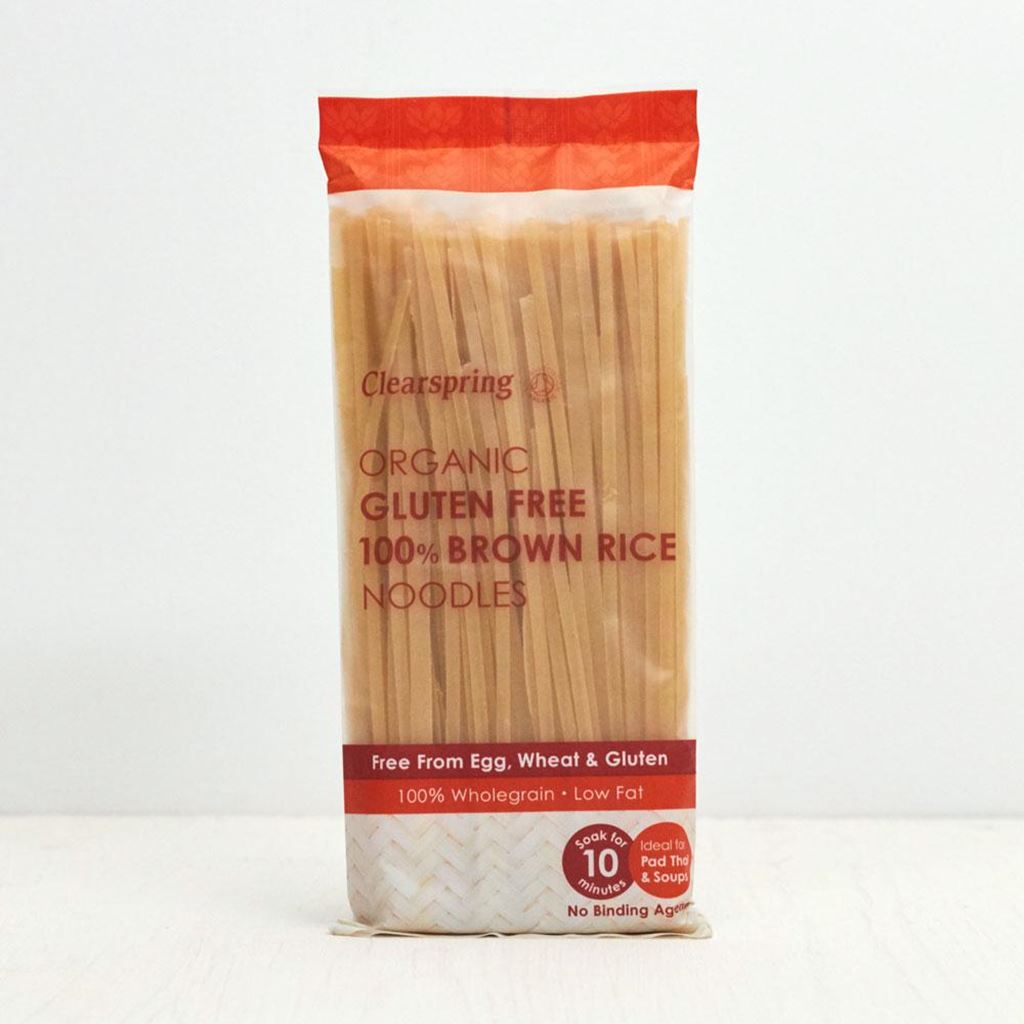 Clearspring
ORGANIC
GLUTEN FREE
100% BROWN RICE
NOODLES
Free From Egg, Wheat & Gluten
100% Wholegrain • Low Fat
Soak for
10
minutes
Ideal for
Pad Thai
& Soups
No Binding